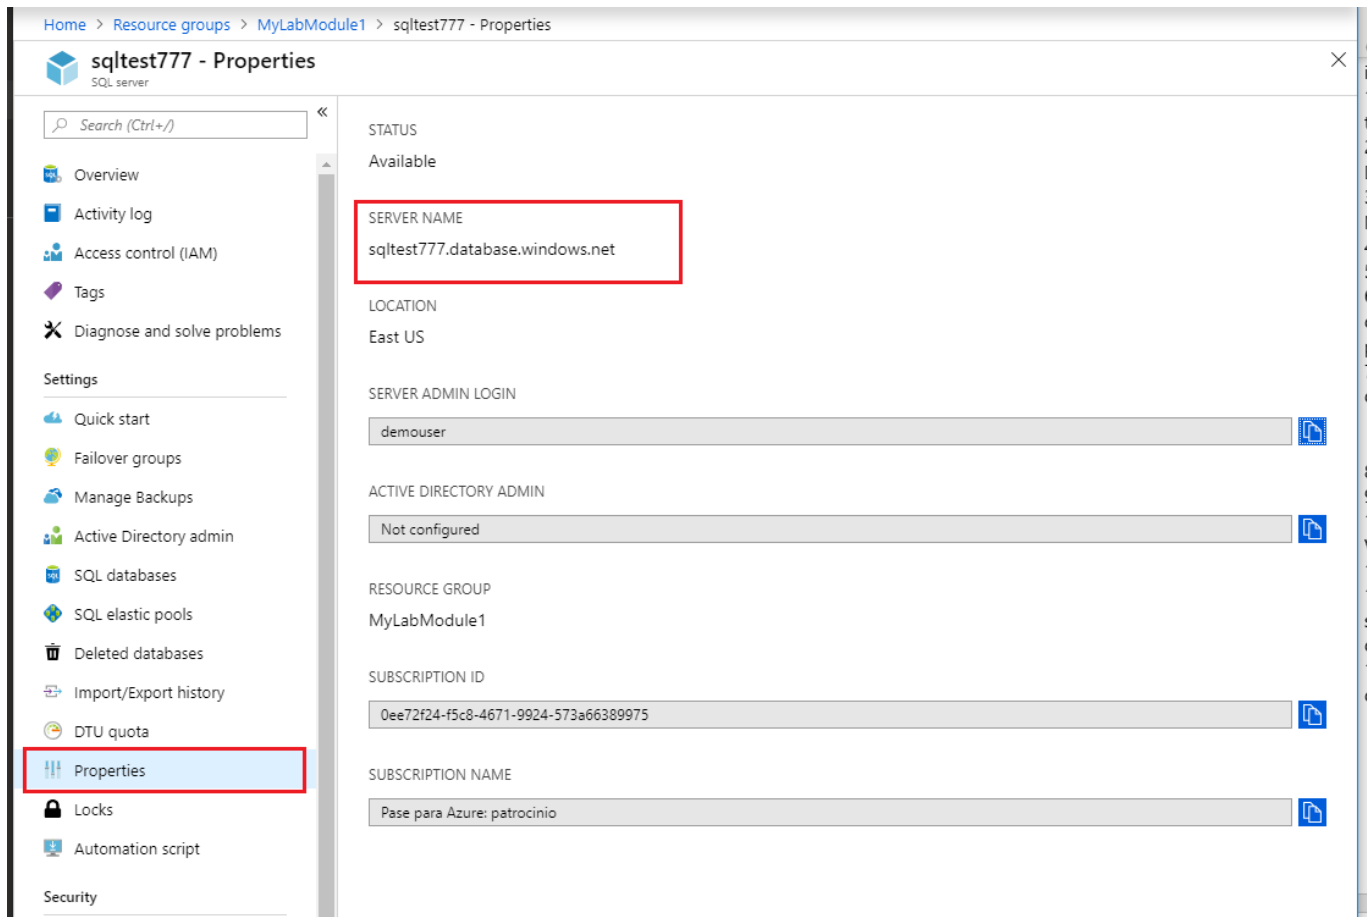 Home > Resource groups > MyLabModule1 > sqltest777 - Properties
sqltest777 - Properties
SQL server
Search (Ctrl+/)
Overview
Activity log
Access control (IAM)
Tags
Diagnose and solve problems
Settings
Quick start
Failover groups
Manage Backups
Active Directory admin
SQL databases
SQL elastic pools
Deleted databases
Import/Export history
DTU quota
Properties
Locks
Automation script
Security
STATUS
Available
SERVER NAME
sqltest777.database.windows.net
LOCATION
East US
SERVER ADMIN LOGIN
demouser
ACTIVE DIRECTORY ADMIN
Not configured
RESOURCE GROUP
MyLabModule1
SUBSCRIPTION ID
0ee72f24-f5c8-4671-9924-573a66389975
SUBSCRIPTION NAME
Pase para Azure: patrocinio